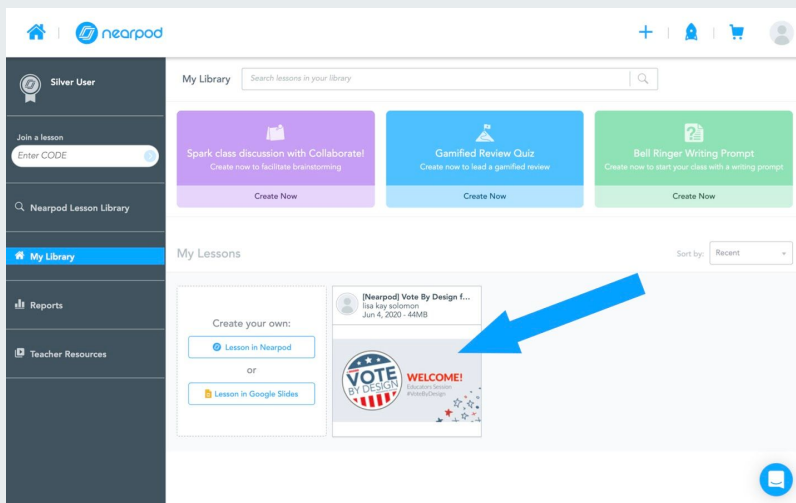 nearpod
Silver User
Join a lesson
Enter CODE
Nearpod Lesson Library
My Library
Reports
Teacher Resources
My Library
Search lessons in your library
Spark class discussion with Collaborate!
Create now to facilitate brainstorming
Create Now
Gamified Review Quiz
Create now to lead a gamified review
Create Now
Bell Ringer Writing Prompt
Create now to start your class with a writing prompt
Create Now
My Lessons
Sort by:
Recent
Create your own:
Lesson in Nearpod
or
Lesson in Google Slides
[Nearpod] Vote By Design f...
lisa kay solomon
Jun 4, 2020 - 44MB
VOTE
BY DESIGN
WELCOME!
Educators Session
#VoteByDesign